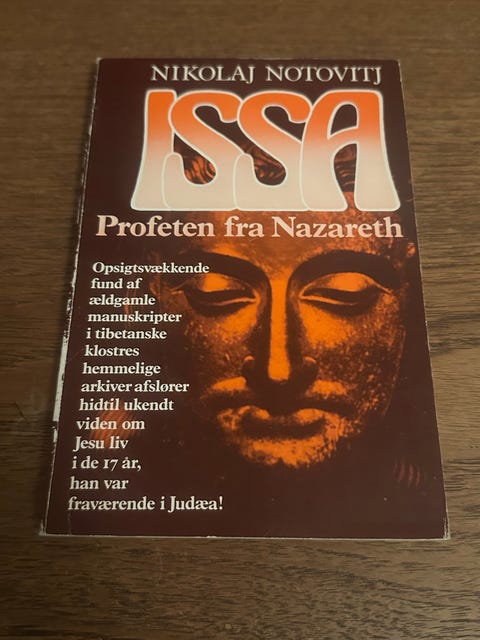 NIKOLAJ NOTOVITJ
ISSA
Profeten fra Nazareth
Opsigtsvækkende
fund af
ældgamle
manuskripter
i tibetanske
klostres
hemmelige
arkiver afslører
hidtil ukendt
viden om
Jesu liv
i de 17 år,
han var
fraværende i Judæa!